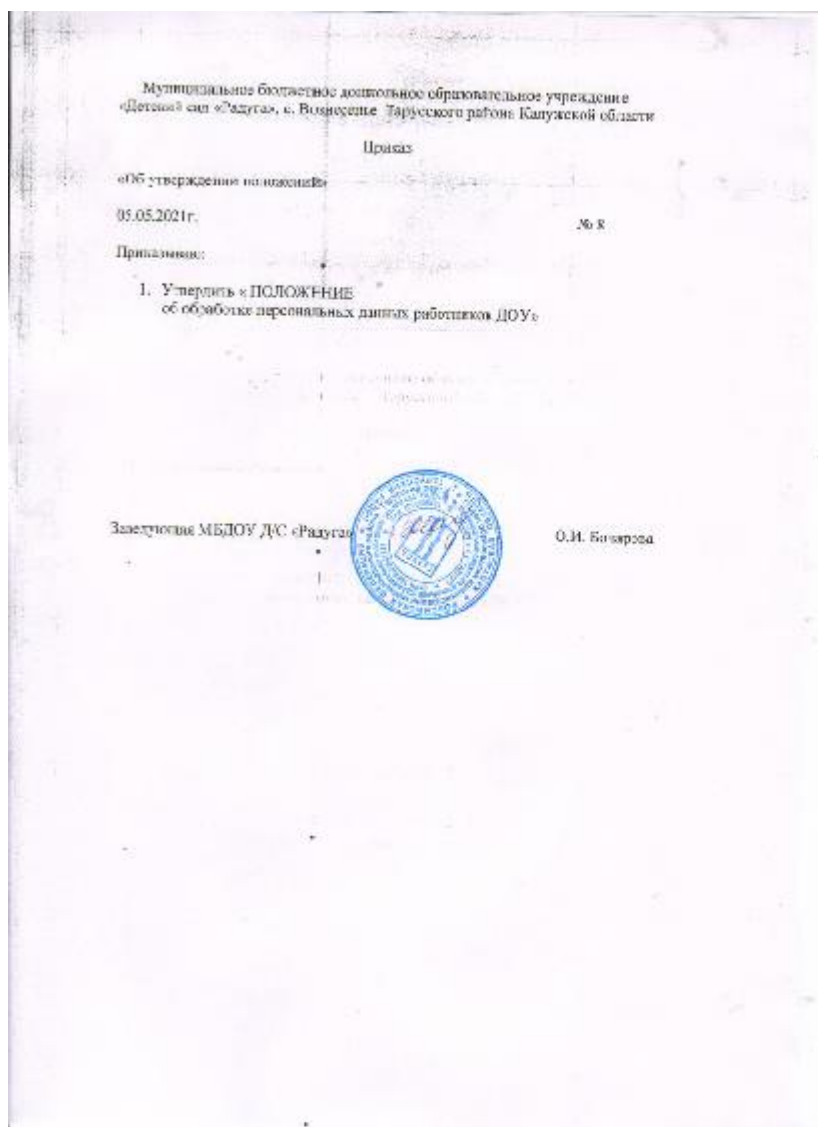 Муниципальное бюджетное дошкольное образовательное учреждение
«Детский сад «Радуга», с. Вознесенье Тарусского района Калужской области
Приказ
«Об утверждении положений»
05.05.2021г.
№ 8
Приказываю:
1. Утвердить « ПОЛОЖЕНИЕ
об обработке персональных данных работников ДОУ»
Заведующая МБДОУ Д/С «Радуга»
О.И.